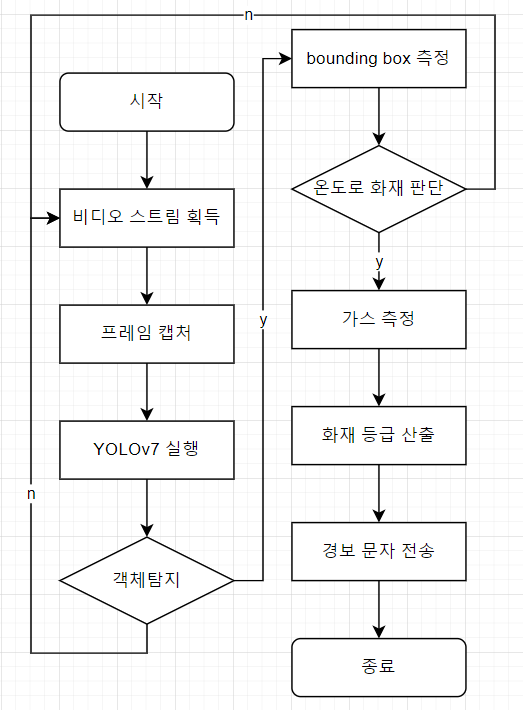 시작
비디오 스트림 획득
프레임 캡처
YOLOv7 실행
객체탐지
n
y
n
bounding box 측정
온도로 화재 판단
y
가스 측정
화재 등급 산출
경보 문자 전송
종료